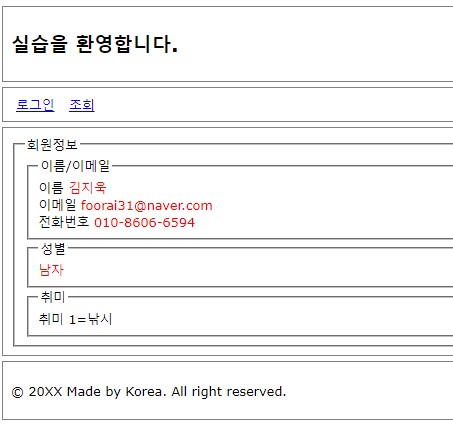 실습을 환영합니다.
로그인 조회
회원정보
이름/이메일
이름 김지욱
이메일 foorai31@naver.com
전화번호 010-8606-6594
성별
남자
취미
취미 1=낚시
© 20XX Made by Korea. All right reserved.